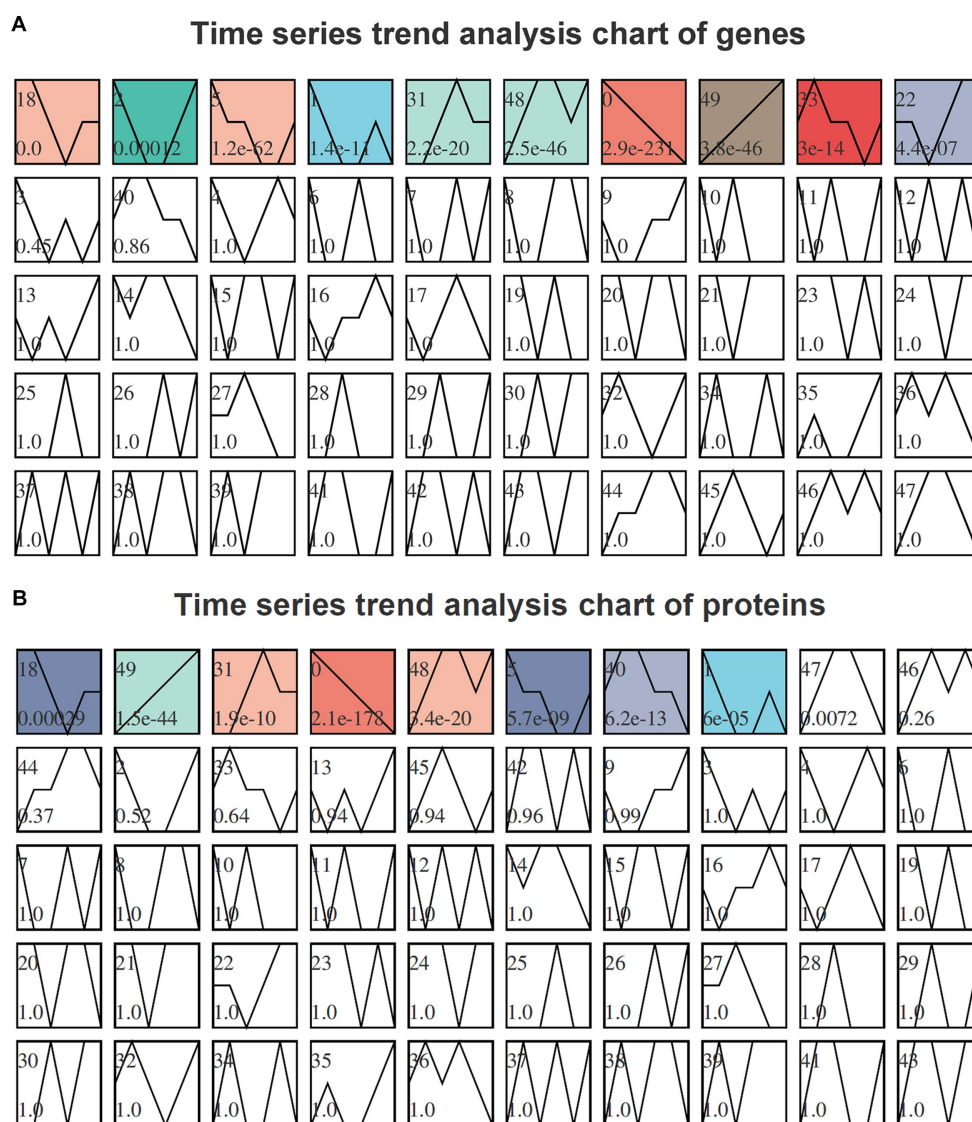 A
Time series trend analysis chart of genes
18 2 5 1 31 48 0 49 33 22
0.0 0.00012 1.2e-62 1.4e-11 2.2e-20 2.5e-46 2.9e-231 3.8e-46 3e-14 4.4e-07
3 40 4 6 7 8 9 10 11 12
0.45 0.86 1.0 1.0 1.0 1.0 1.0 1.0 1.0 1.0
13 14 15 16 17 19 20 21 23 24
1.0 1.0 1.0 1.0 1.0 1.0 1.0 1.0 1.0 1.0
25 26 27 28 29 30 32 34 35 36
1.0 1.0 1.0 1.0 1.0 1.0 1.0 1.0 1.0 1.0
37 38 39 41 42 43 44 45 46 47
1.0 1.0 1.0 1.0 1.0 1.0 1.0 1.0 1.0 1.0
B
Time series trend analysis chart of proteins
18 49 31 0 48 5 40 1 47 46
0.00029 1.5e-44 1.9e-10 2.1e-178 3.4e-20 5.7e-09 6.2e-13 6e-05 0.0072 0.26
44 2 33 13 45 42 9 3 4 6
0.37 0.52 0.64 0.94 0.94 0.96 0.99 1.0 1.0 1.0
7 8 10 11 12 14 15 16 17 19
1.0 1.0 1.0 1.0 1.0 1.0 1.0 1.0 1.0 1.0
20 21 22 23 24 25 26 27 28 29
1.0 1.0 1.0 1.0 1.0 1.0 1.0 1.0 1.0 1.0
30 32 34 35 36 37 38 39 41 43
1.0 1.0 1.0 1.0 1.0 1.0 1.0 1.0 1.0 1.0